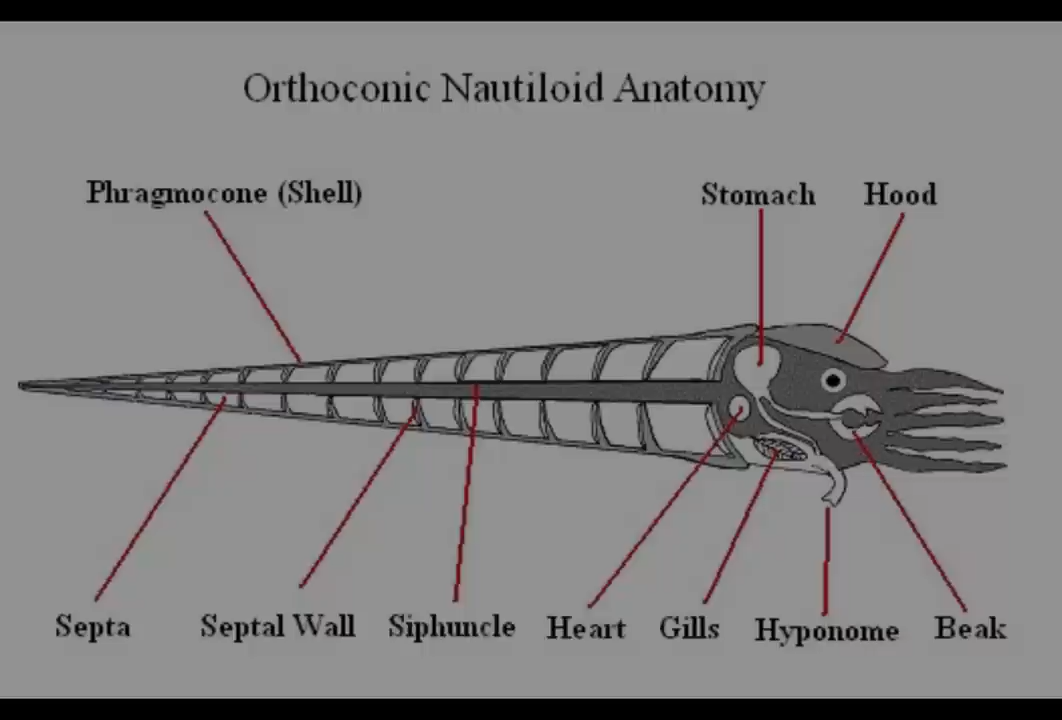 Orthoconic Nautiloid Anatomy
Phragmocone (Shell)
Stomach
Hood
Septa
Septal Wall
Siphuncle
Heart
Gills
Hyponome
Beak